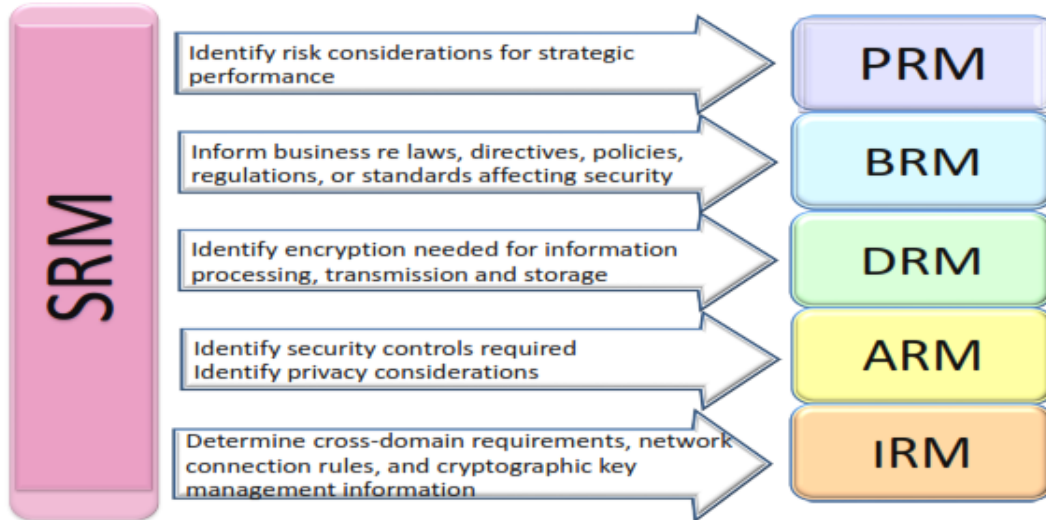 SRM
Identify risk considerations for strategic
performance
PRM
Inform business re laws, directives, policies,
regulations, or standards affecting security
BRM
Identify encryption needed for information
processing, transmission and storage
DRM
Identify security controls required
Identify privacy considerations
ARM
Determine cross-domain requirements, network
connection rules, and cryptographic key
management information
IRM